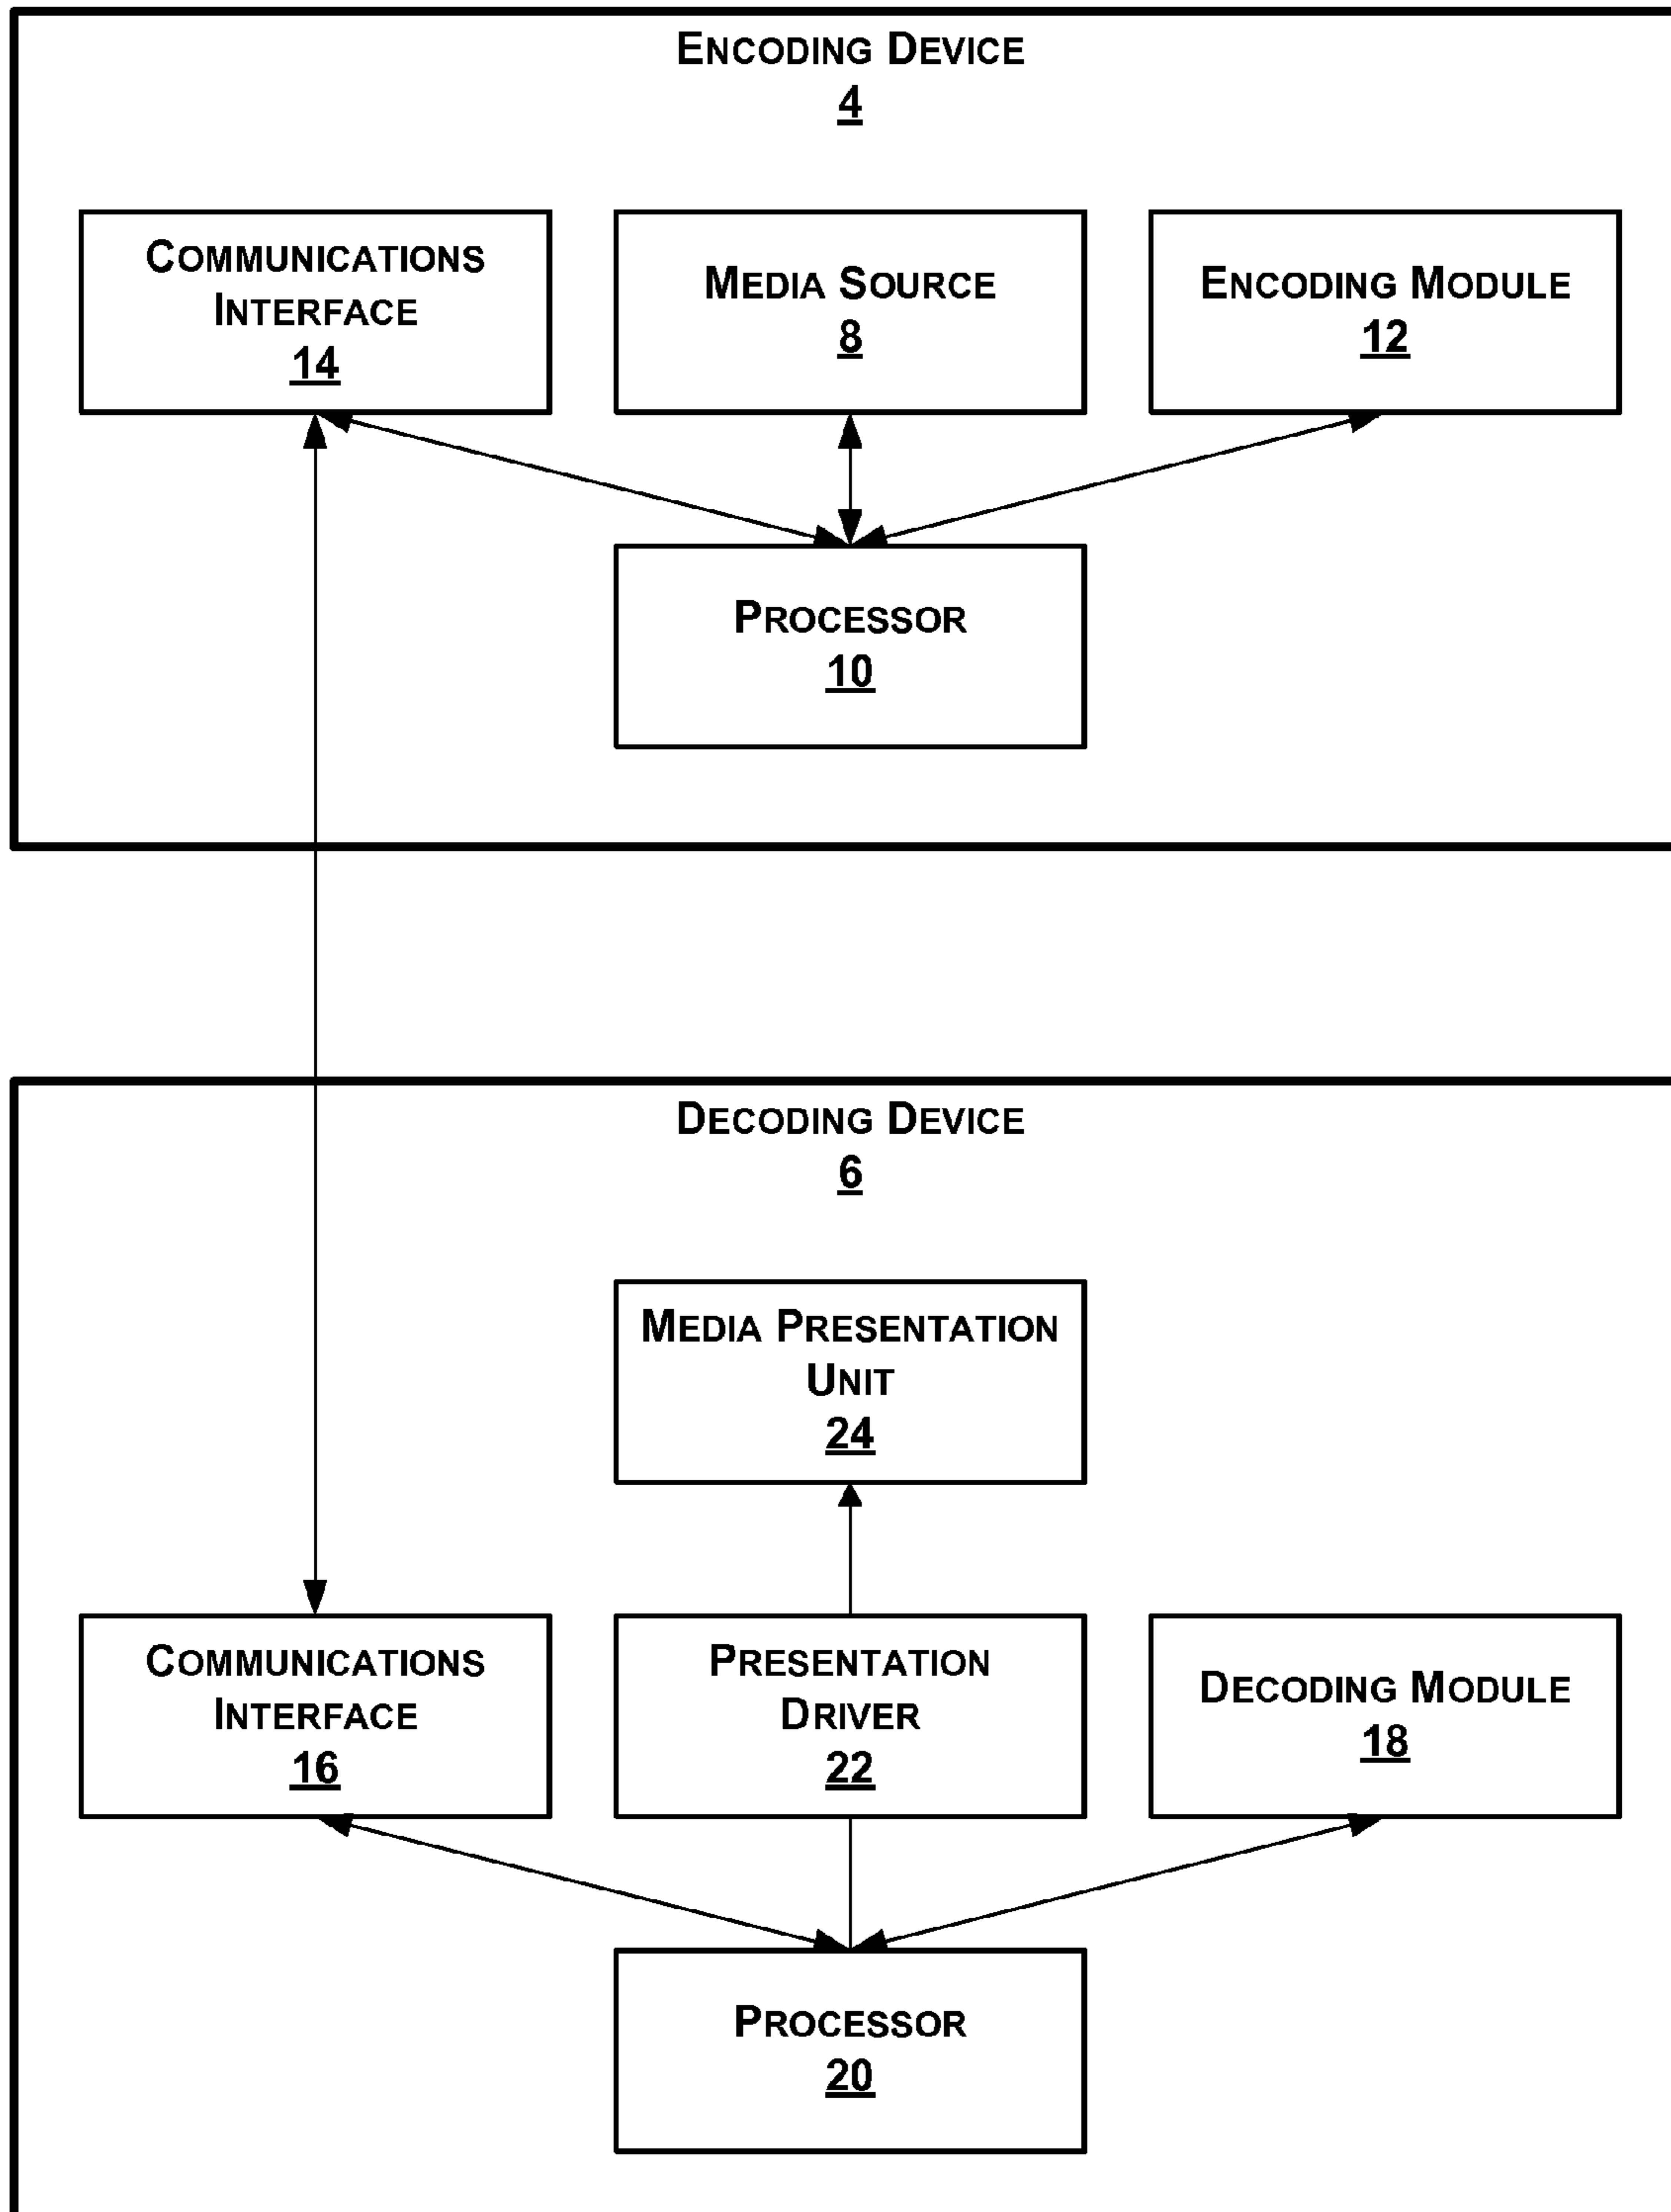 ENCODING DEVICE
4
COMMUNICATIONS
INTERFACE
14
MEDIA SOURCE
8
ENCODING MODULE
12
PROCESSOR
10
DECODING DEVICE
6
MEDIA PRESENTATION
UNIT
24
COMMUNICATIONS
INTERFACE
16
PRESENTATION
DRIVER
22
DECODING MODULE
18
PROCESSOR
20